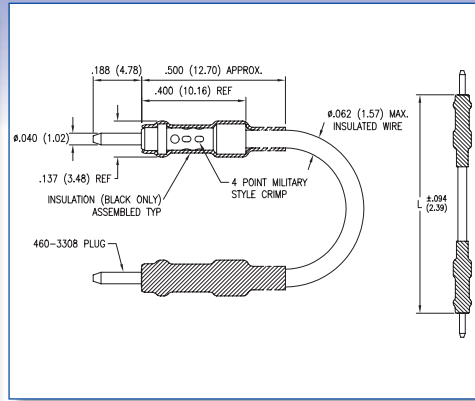 .188 (4.78)
.500 (12.70) APPROX.
.400 (10.16) REF
ø.062 (1.57) MAX.
INSULATED WIRE
ø.040 (1.02)
.137 (3.48) REF
4 POINT MILITARY
STYLE CRIMP
INSULATION (BLACK ONLY)
ASSEMBLED TYP
L ±.094
(2.39)
460-3308 PLUG